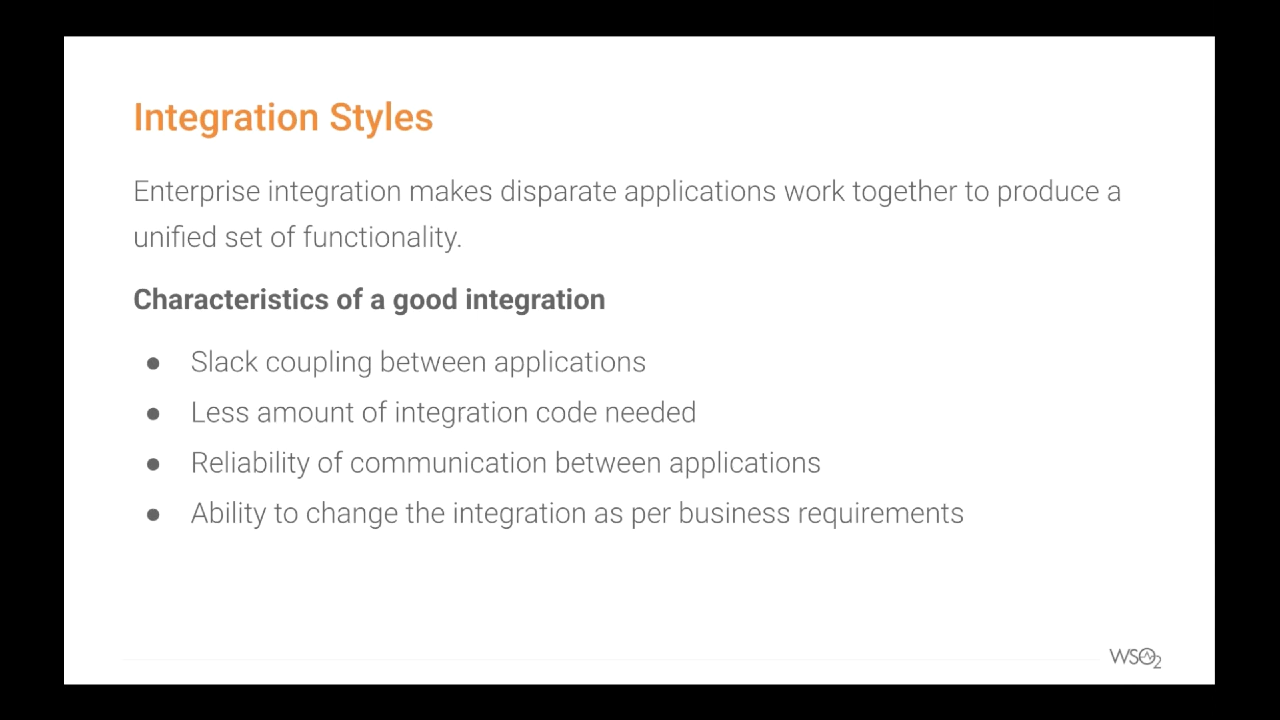 Integration Styles
Enterprise integration makes disparate applications work together to produce a
unified set of functionality.
Characteristics of a good integration
● Slack coupling between applications
● Less amount of integration code needed
● Reliability of communication between applications
● Ability to change the integration as per business requirements
WSO2